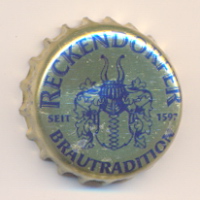 RECKENDORFER
SEIT 1597
BRAUTRADITION